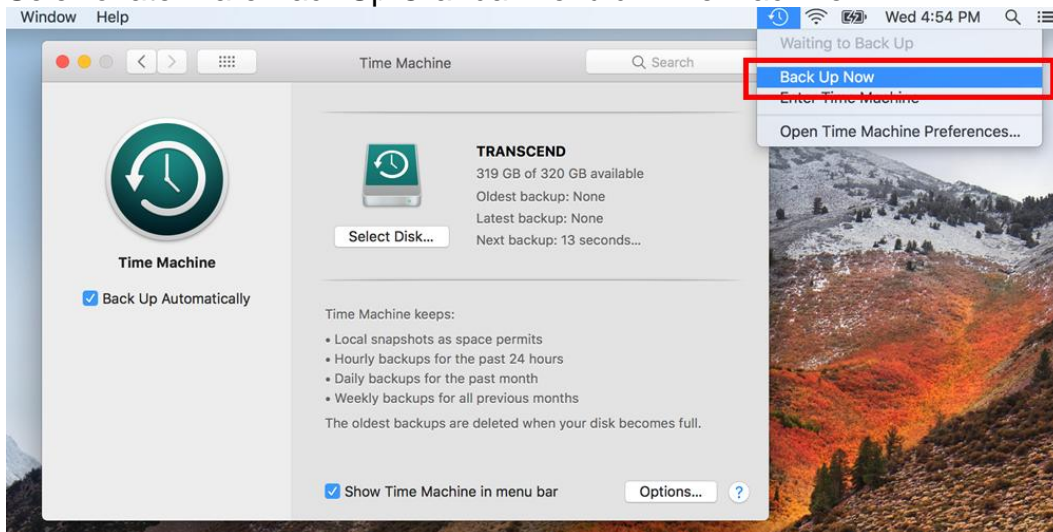 Window Help
Wed 4:54 PM
Waiting to Back Up
Back Up Now
Enter Time Machine
Open Time Machine Preferences...
Time Machine
Search
TRANSCEND
319 GB of 320 GB available
Oldest backup: None
Latest backup: None
Next backup: 13 seconds...
Select Disk...
Time Machine
Back Up Automatically
Time Machine keeps:
• Local snapshots as space permits
• Hourly backups for the past 24 hours
• Daily backups for the past month
• Weekly backups for all previous months
The oldest backups are deleted when your disk becomes full.
Show Time Machine in menu bar
Options...
?